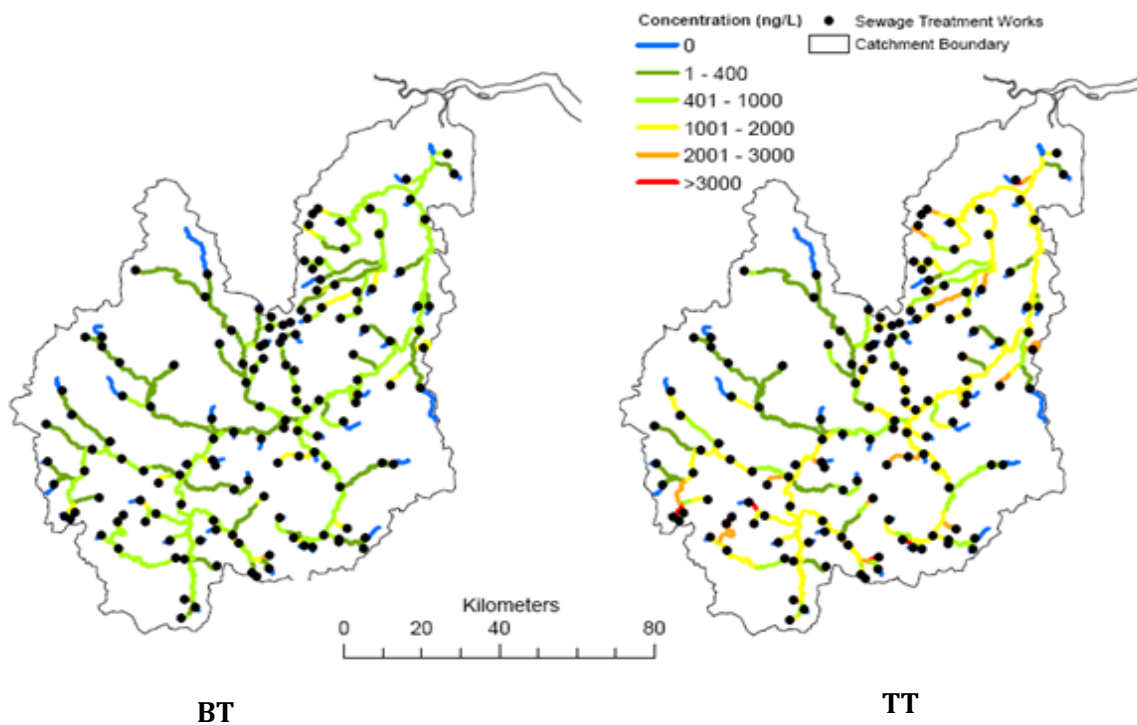 Concentration (ng/L)
0
1 - 400
401 - 1000
1001 - 2000
2001 - 3000
>3000
Sewage Treatment Works
Catchment Boundary
Kilometers
0 20 40 80
BT
TT